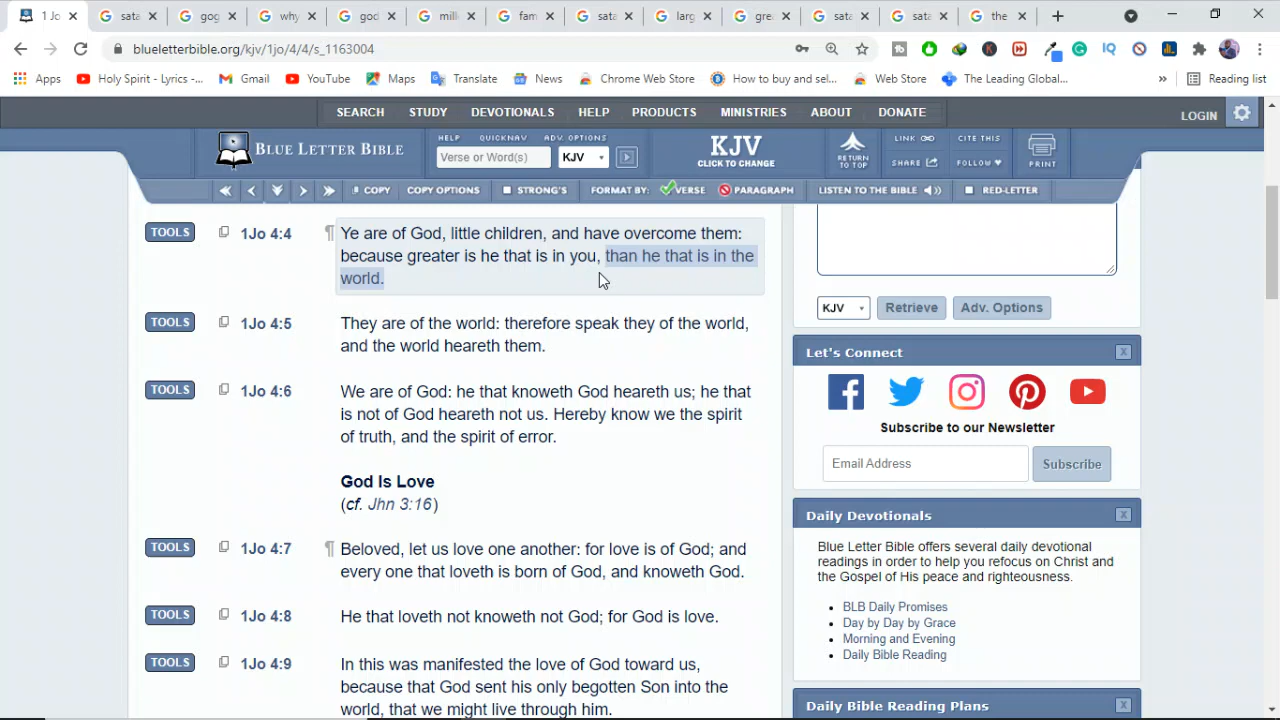 1 Jo
sata
gog
why
god
milk
fam
sata
larg
gre
sata
sata
the
blueletterbible.org/kjv/1jo/4/4/s_1163004
Apps
Holy Spirit - Lyrics -...
Gmail
YouTube
Maps
Translate
News
Chrome Web Store
How to buy and sel...
Web Store
The Leading Global...
»
Reading list
SEARCH
STUDY
DEVOTIONALS
HELP
PRODUCTS
MINISTRIES
ABOUT
DONATE
LOGIN
BLUE LETTER BIBLE
HELP QUICKNAV ADV. OPTIONS
Verse or Word(s)
KJV
KJV
CLICK TO CHANGE
RETURN
TO TOP
LINK
SHARE
CITE THIS
FOLLOW
PRINT
COPY
COPY OPTIONS
STRONG'S
FORMAT BY:
VERSE
PARAGRAPH
LISTEN TO THE BIBLE
RED-LETTER
TOOLS 1Jo 4:4 ¶ Ye are of God, little children, and have overcome them:
because greater is he that is in you, than he that is in the
world.
TOOLS 1Jo 4:5 They are of the world: therefore speak they of the world,
and the world heareth them.
TOOLS 1Jo 4:6 We are of God: he that knoweth God heareth us; he that
is not of God heareth not us. Hereby know we the spirit
of truth, and the spirit of error.
God Is Love
(cf. Jhn 3:16)
TOOLS 1Jo 4:7 ¶ Beloved, let us love one another: for love is of God; and
every one that loveth is born of God, and knoweth God.
TOOLS 1Jo 4:8 He that loveth not knoweth not God; for God is love.
TOOLS 1Jo 4:9 In this was manifested the love of God toward us,
because that God sent his only begotten Son into the
world, that we might live through him.
KJV
Retrieve
Adv. Options
Let's Connect
X
Subscribe to our Newsletter
Email Address
Subscribe
Daily Devotionals
X
Blue Letter Bible offers several daily devotional
readings in order to help you refocus on Christ and
the Gospel of His peace and righteousness.
BLB Daily Promises
Day by Day by Grace
Morning and Evening
Daily Bible Reading
Daily Bible Reading Plans
X